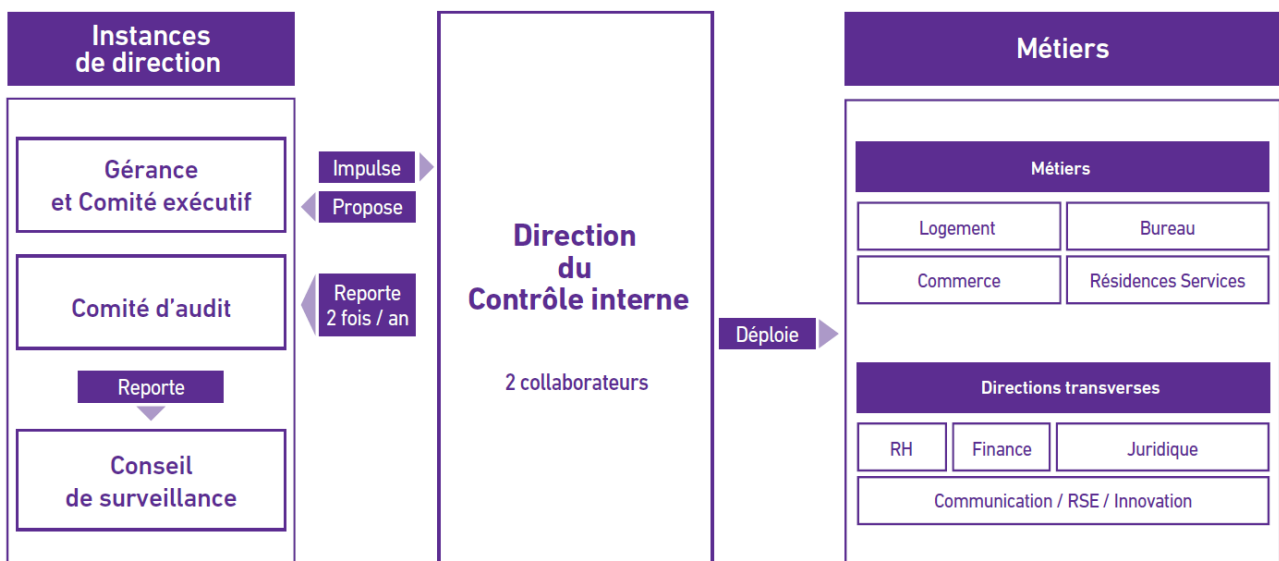 Instances
de direction
Gérance
et Comité exécutif
Comité d'audit
Reporte
Conseil
de surveillance
Impulse
Propose
Reporte
2 fois / an
Direction
du
Contrôle interne
2 collaborateurs
Déploie
Métiers
Métiers
Logement
Bureau
Commerce
Résidences Services
Directions transverses
RH
Finance
Juridique
Communication / RSE / Innovation